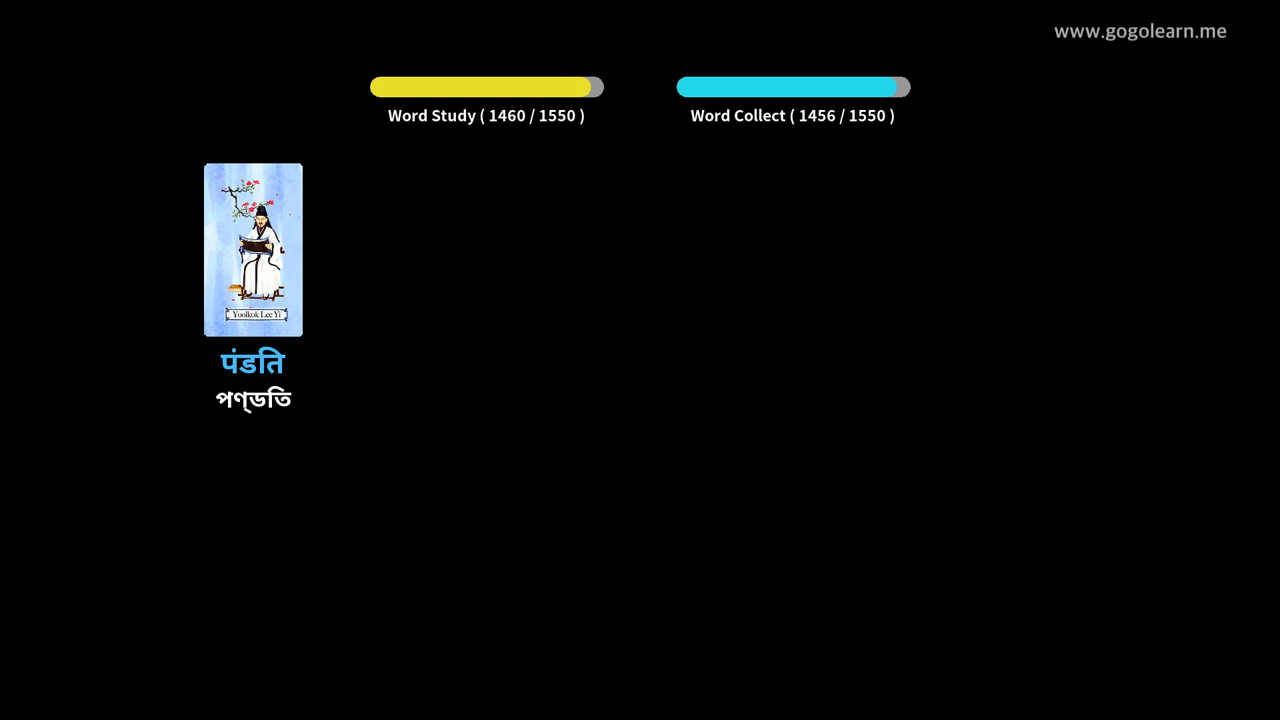 www.gogolearn.me
Word Study ( 1460 / 1550 )
Word Collect ( 1456 / 1550 )
Yoolkok Lee Yi
पंडति
পণ্ডতি